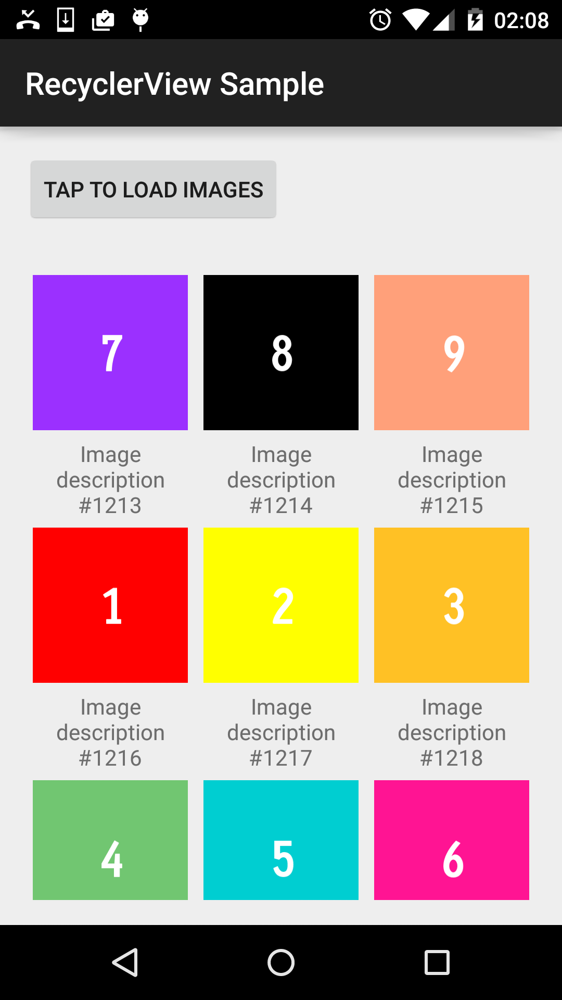 02:08
RecyclerView Sample
TAP TO LOAD IMAGES
7 8 9
Image description #1213
Image description #1214
Image description #1215
1 2 3
Image description #1216
Image description #1217
Image description #1218
4 5 6